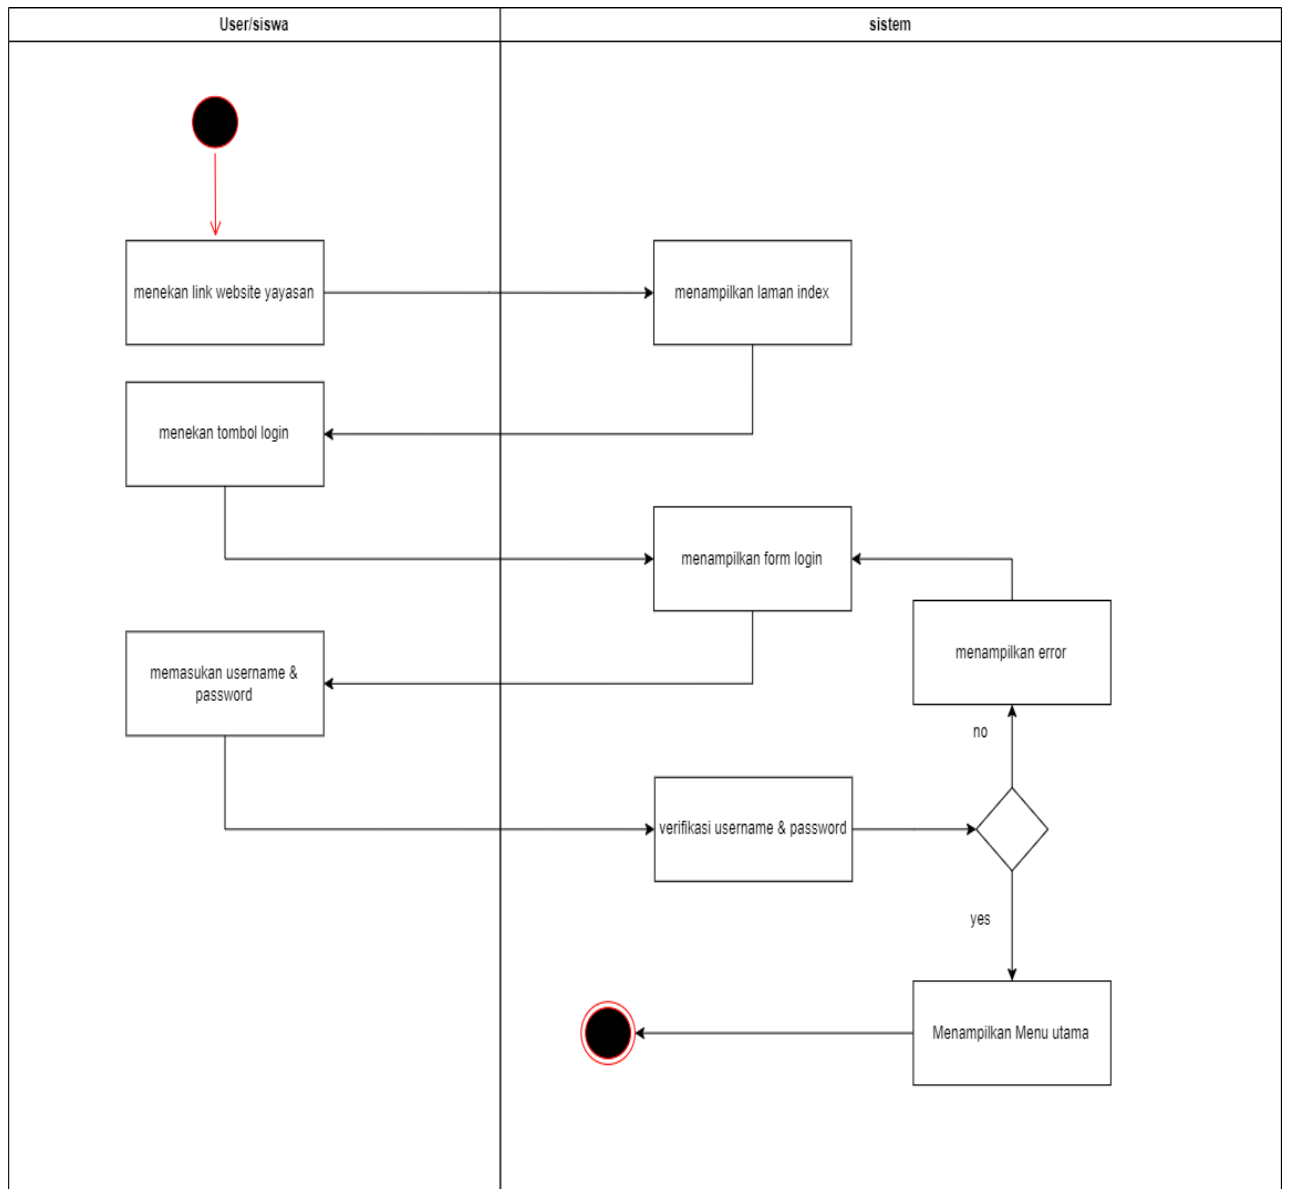 User/siswa
sistem
menekan link website yayasan
menampilkan laman index
menekan tombol login
menampilkan form login
menampilkan error
memasukan username &
password
no
verifikasi username & password
yes
Menampilkan Menu utama